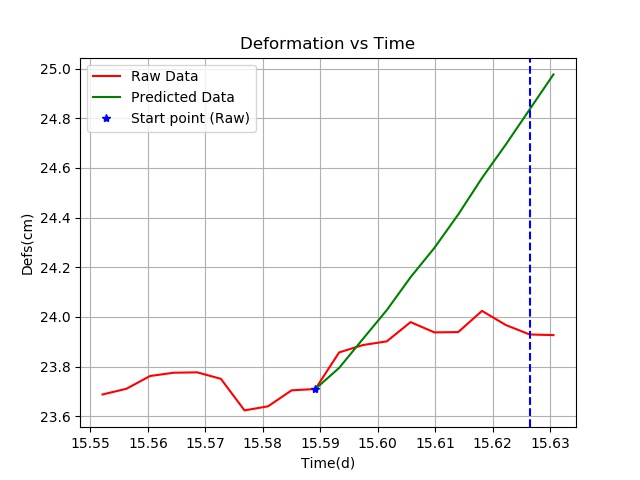 Deformation vs Time
Raw Data
Predicted Data
Start point (Raw)
Defs(cm)
25.0
24.8
24.6
24.4
24.2
24.0
23.8
23.6
15.55 15.56 15.57 15.58 15.59 15.60 15.61 15.62 15.63
Time(d)